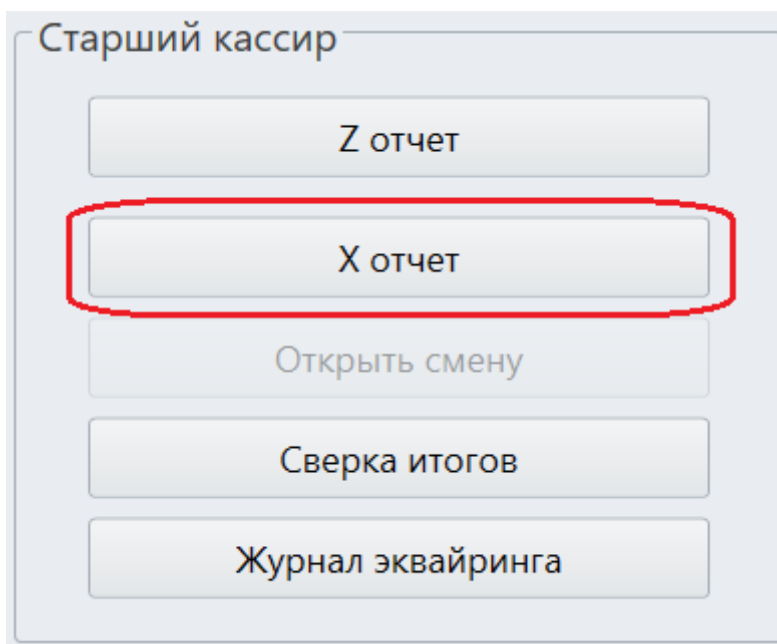 Старший кассир
Z отчет
X отчет
Открыть смену
Сверка итогов
Журнал эквайринга